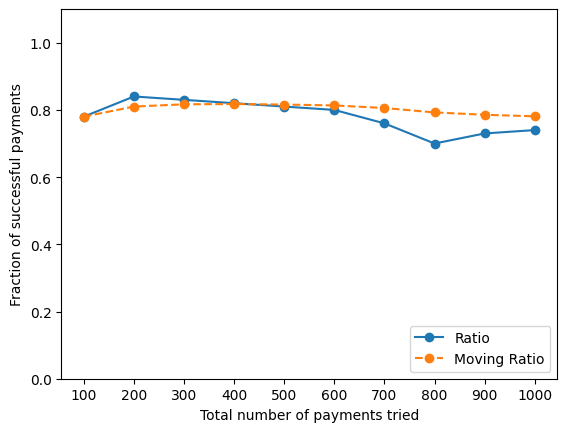 Fraction of successful payments
1.0
0.8
0.6
0.4
0.2
0.0
100 200 300 400 500 600 700 800 900 1000
Total number of payments tried
Ratio
Moving Ratio